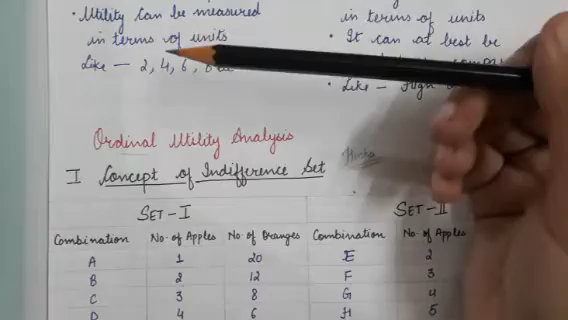 • Utility can be measured
in terms of units
Like – 2, 4, 6, 8
in terms of units
• It can at best be
• Like – High
Ordinal Utility Analysis
I Concept of Indifference Set
SET-I
SET-II
Combination No. of Apples No. of Oranges Combination No. of Apples
A 1 20 E 2
B 2 12 F 3
C 3 8 G 4
D 4 6 H 5